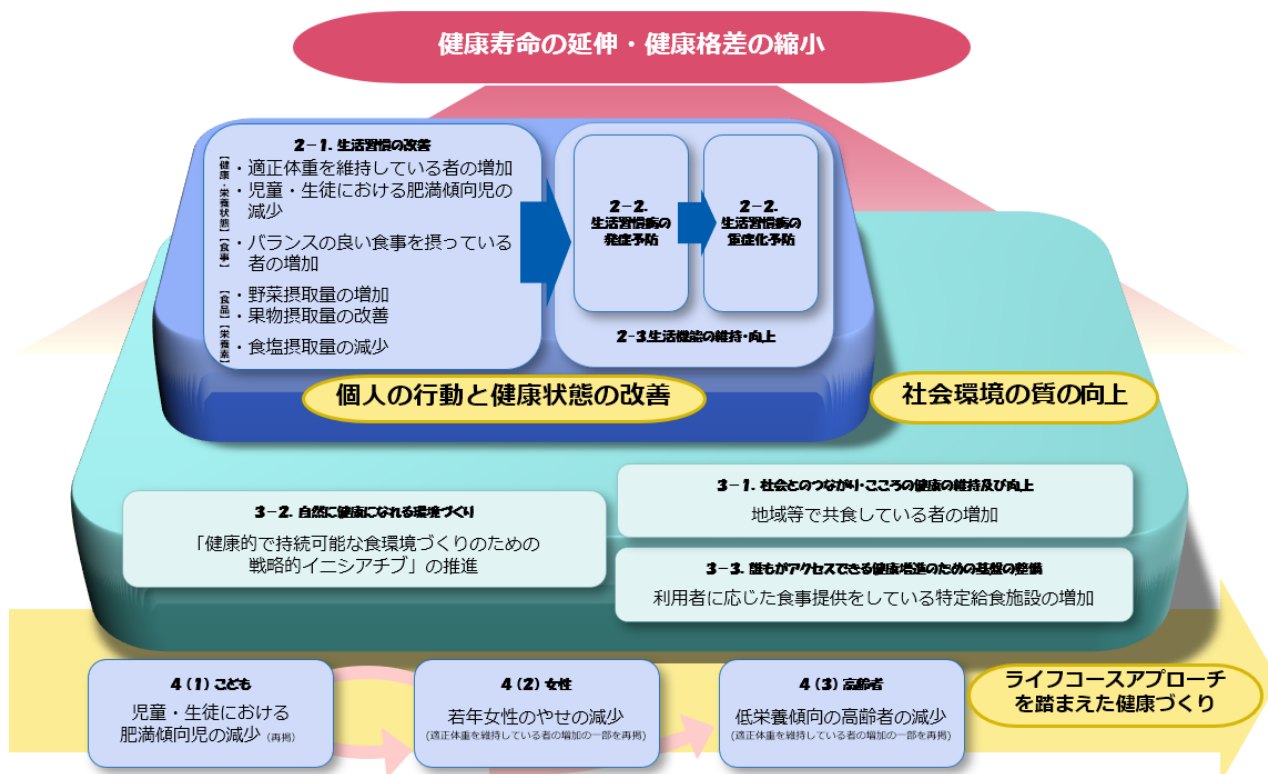 健康寿命の延伸・健康格差の縮小
2－1. 生活習慣の改善
【健康・栄養状態】
・適正体重を維持している者の増加
・児童・生徒における肥満傾向児の
減少
【食事】
・バランスの良い食事を摂っている
者の増加
【食品】
・野菜摂取量の増加
・果物摂取量の改善
【栄養素】
・食塩摂取量の減少
2－2.
生活習慣病の
発症予防
2－2.
生活習慣病の
重症化予防
2-3.生活機能の維持・向上
個人の行動と健康状態の改善
社会環境の質の向上
3－1. 社会とのつながり・こころの健康の維持及び向上
地域等で共食している者の増加
3－2. 自然に健康になれる環境づくり
「健康的で持続可能な食環境づくりのための
戦略的イニシアチブ」の推進
3－3. 誰もがアクセスできる健康増進のための基盤の整備
利用者に応じた食事提供をしている特定給食施設の増加
4（1）こども
児童・生徒における
肥満傾向児の減少（再掲）
4（2）女性
若年女性のやせの減少
(適正体重を維持している者の増加の一部を再掲)
4（3）高齢者
低栄養傾向の高齢者の減少
(適正体重を維持している者の増加の一部を再掲)
ライフコースアプローチ
を踏まえた健康づくり